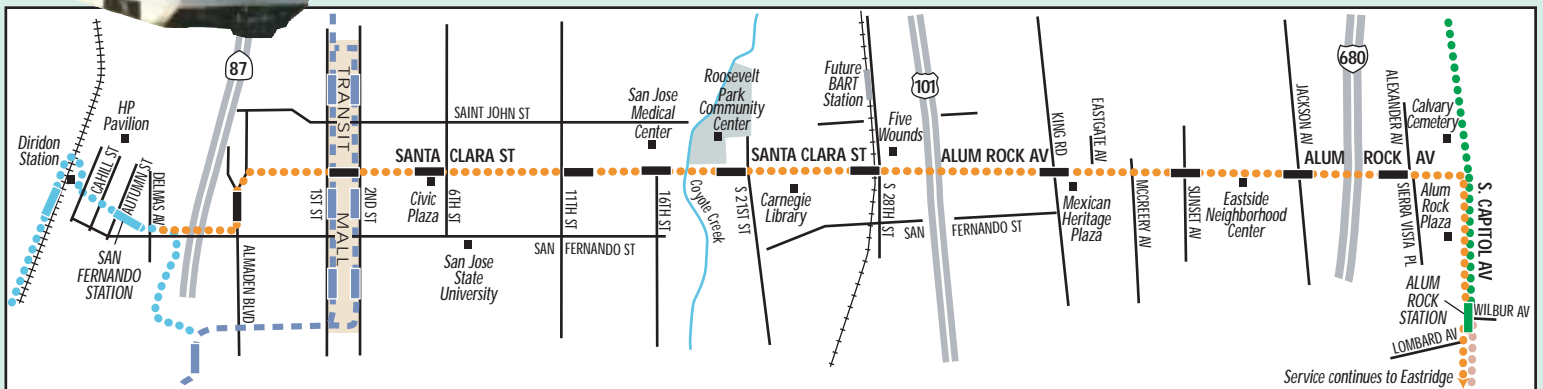 87
101
680
Diridon
Station
HP
Pavilion
CAHILL ST
AUTUMN ST
DELMAS AV
SAN
FERNANDO
STATION
ALMADEN BLVD
1ST ST
TRANSIT
MALL
2ND ST
SAINT JOHN ST
SANTA CLARA ST
Civic
Plaza
6TH ST
San Jose
State
University
11TH ST
SAN FERNANDO ST
San Jose
Medical
Center
16TH ST
Roosevelt
Park
Community
Center
Coyote Creek
S 21ST ST
SANTA CLARA ST
Carnegie
Library
Future
BART
Station
Five
Wounds
S 28TH ST
SAN FERNANDO ST
ALUM ROCK AV
KING RD
EASTGATE AV
Mexican
Heritage
Plaza
MCCREERY AV
SUNSET AV
Eastside
Neighborhood
Center
JACKSON AV
ALUM ROCK AV
ALEXANDER AV
Calvary
Cemetery
SIERRA VISTA PL
Alum
Rock
Plaza
S CAPITOL AV
ALUM
ROCK
STATION
WILBUR AV
LOMBARD AV
Service continues to Eastridge